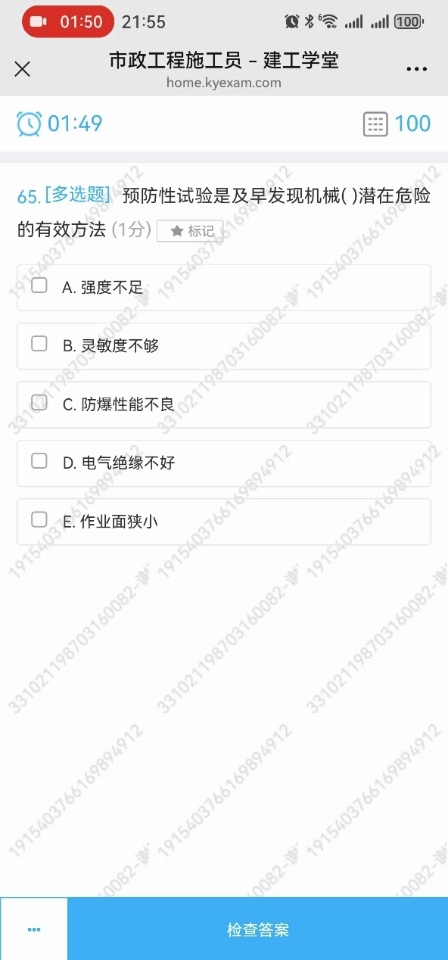 01:50 21:55 100
市政工程施工员 – 建工学堂
home.kyexam.com
01:49 100
65. [多选题] 预防性试验是及早发现机械( )潜在危险
的有效方法 (1分) ★ 标记
A. 强度不足
B. 灵敏度不够
C. 防爆性能不良
D. 电气绝缘不好
E. 作业面狭小
检查答案